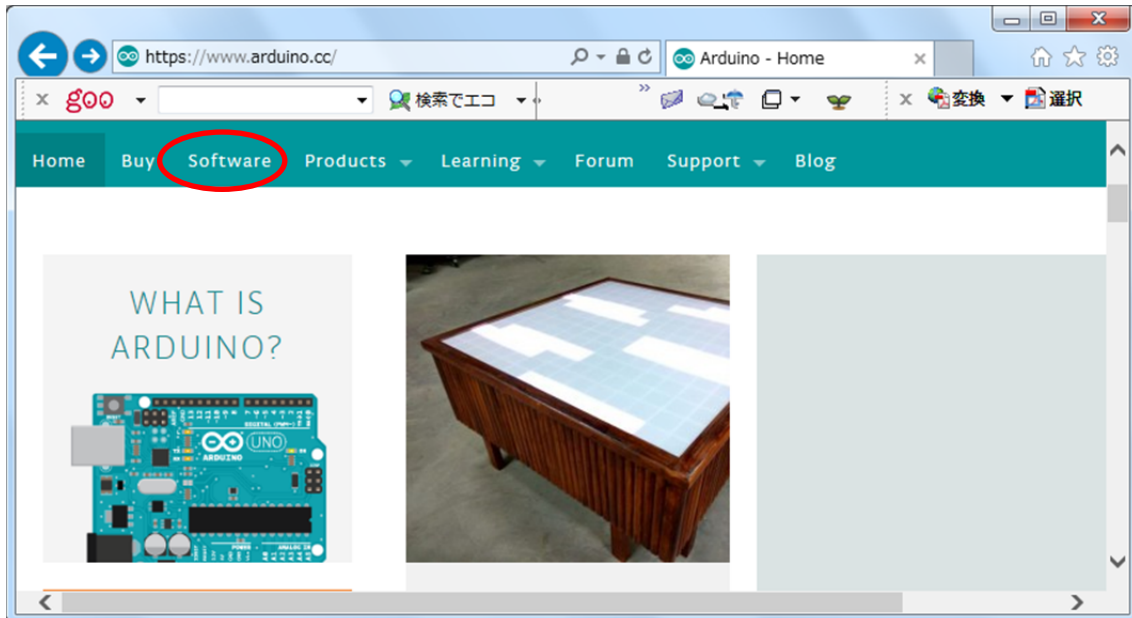 https://www.arduino.cc/
Arduino - Home
goo
検索でエコ
変換
選択
Home Buy Software Products Learning Forum Support Blog
WHAT IS
ARDUINO?
UNO
ARDUINO